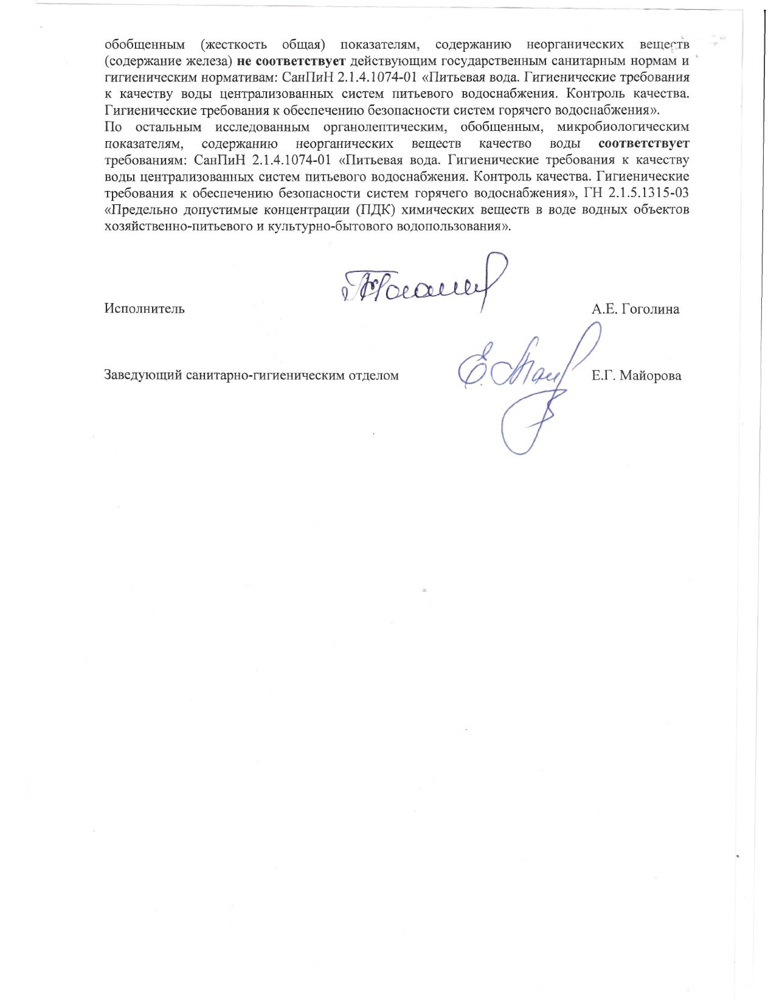 обобщенным (жесткость общая) показателям, содержанию неорганических веществ
(содержание железа) не соответствует действующим государственным санитарным нормам и
гигиеническим нормативам: СанПиН 2.1.4.1074-01 «Питьевая вода. Гигиенические требования
к качеству воды централизованных систем питьевого водоснабжения. Контроль качества.
Гигиенические требования к обеспечению безопасности систем горячего водоснабжения».
По остальным исследованным органолептическим, обобщенным, микробиологическим
показателям, содержанию неорганических веществ качество воды соответствует
требованиям: СанПиН 2.1.4.1074-01 «Питьевая вода. Гигиенические требования к качеству
воды централизованных систем питьевого водоснабжения. Контроль качества. Гигиенические
требования к обеспечению безопасности систем горячего водоснабжения», ГН 2.1.5.1315-03
«Предельно допустимые концентрации (ПДК) химических веществ в воде водных объектов
хозяйственно-питьевого и культурно-бытового водопользования».
Исполнитель А.Е. Гоголина
Заведующий санитарно-гигиеническим отделом Е.Г. Майорова